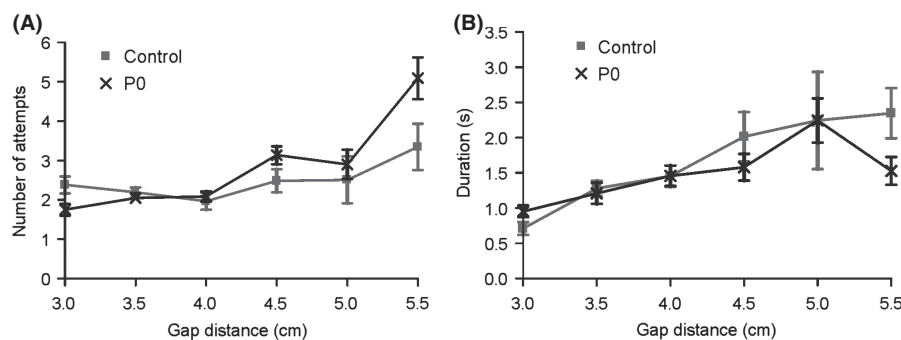 (A)
Number of attempts
6
5
4
3
2
1
0
Control
P0
3.0 3.5 4.0 4.5 5.0 5.5
Gap distance (cm)
(B)
Duration (s)
3.5
3.0
2.5
2.0
1.5
1.0
0.5
0.0
Control
P0
3.0 3.5 4.0 4.5 5.0 5.5
Gap distance (cm)